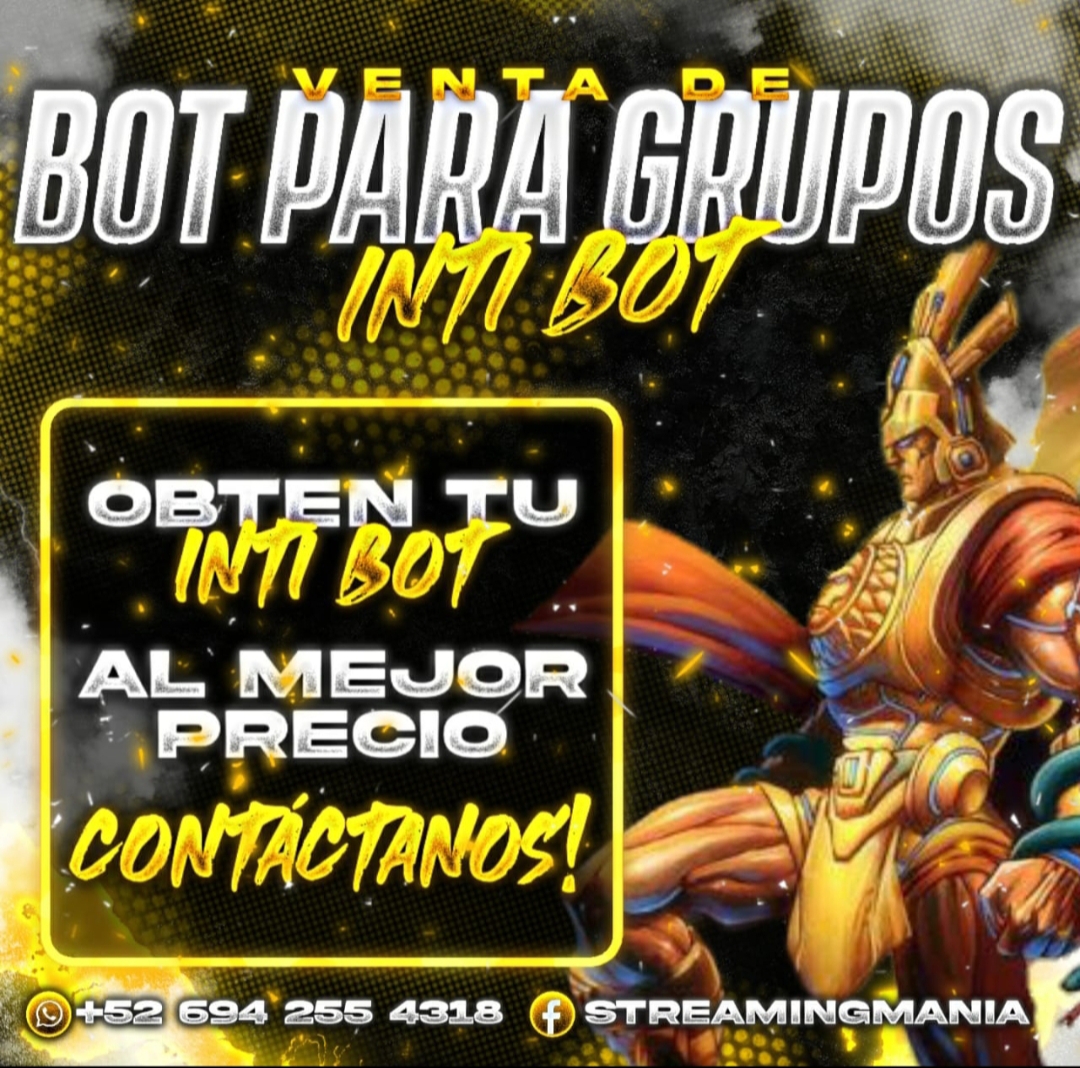 VENTA DE
BOT PARA GRUPOS
INTI BOT
OBTEN TU
INTI BOT
AL MEJOR
PRECIO
CONTÁCTANOS!
+52 694 255 4318 STREAMINGMANIA